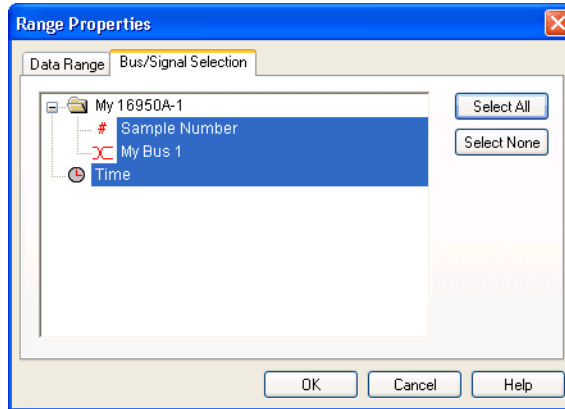 Range Properties
Data Range Bus/Signal Selection
My 16950A-1
# Sample Number
My Bus 1
Time
Select All
Select None
OK Cancel Help